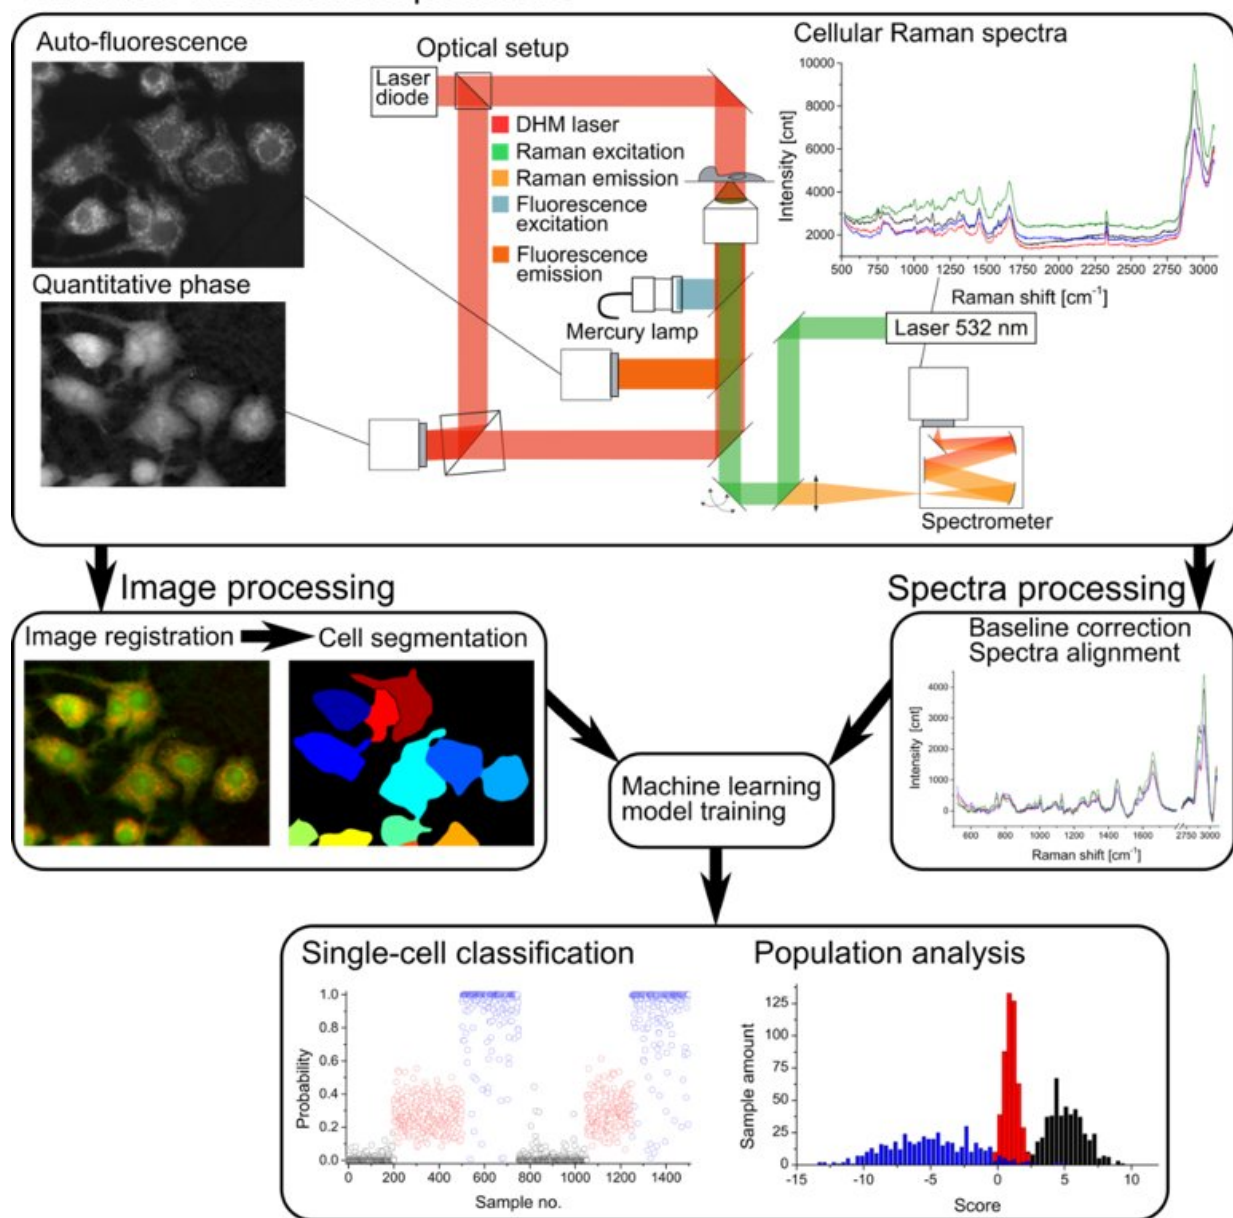 Auto-fluorescence
Optical setup
Cellular Raman spectra
Laser
diode
DHM laser
Raman excitation
Raman emission
Fluorescence
excitation
Fluorescence
emission
Mercury lamp
Quantitative phase
10000
8000
6000
4000
2000
Intensity [cnt]
500 750 1000 1250 1500 1750 2000 2250 2500 2750 3000
Raman shift [cm⁻¹]
Laser 532 nm
Spectrometer
Image processing
Image registration
Cell segmentation
Spectra processing
Baseline correction
Spectra alignment
4000
3000
2000
1000
0
Intensity [cnt]
600 800 1000 1200 1400 1600 2750 3000
Raman shift [cm⁻¹]
Machine learning
model training
Single-cell classification
1.0
0.8
0.6
0.4
0.2
0.0
Probability
0 200 400 600 800 1000 1200 1400
Sample no.
Population analysis
125
100
75
50
25
0
Sample amount
-15 -10 -5 0 5 10
Score